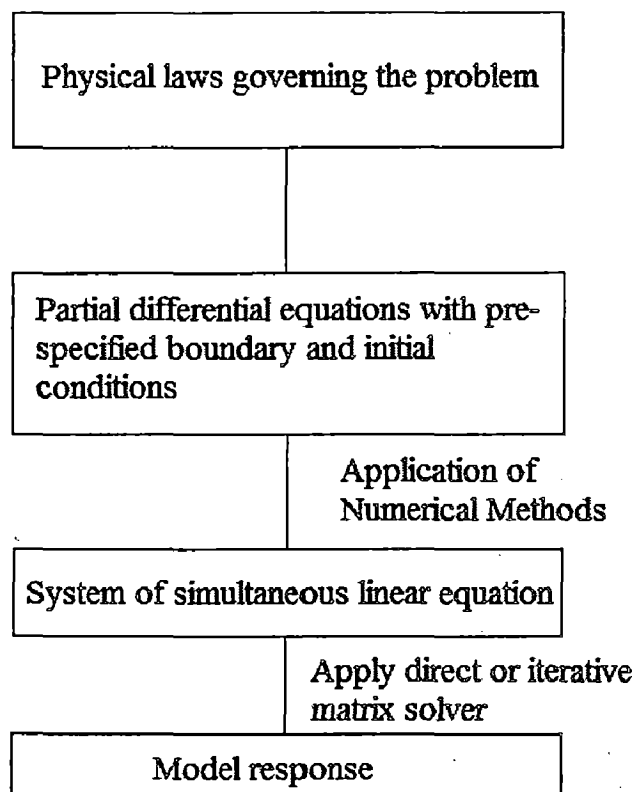 Physical laws governing the problem
Partial differential equations with pre-
specified boundary and initial
conditions
Application of
Numerical Methods
System of simultaneous linear equation
Apply direct or iterative
matrix solver
Model response